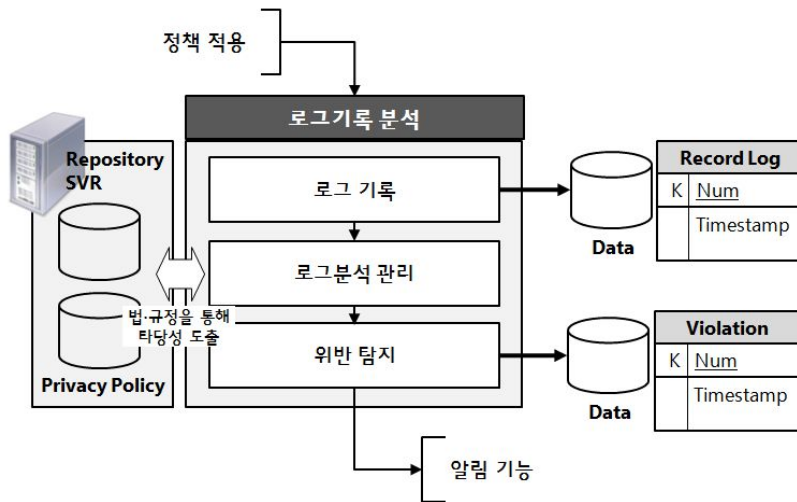 정책 적용
로그기록 분석
Repository
SVR
Privacy Policy
법·규정을 통해
타당성 도출
로그 기록
로그분석 관리
위반 탐지
Data
Record Log
K Num
Timestamp
Data
Violation
K Num
Timestamp
알림 기능